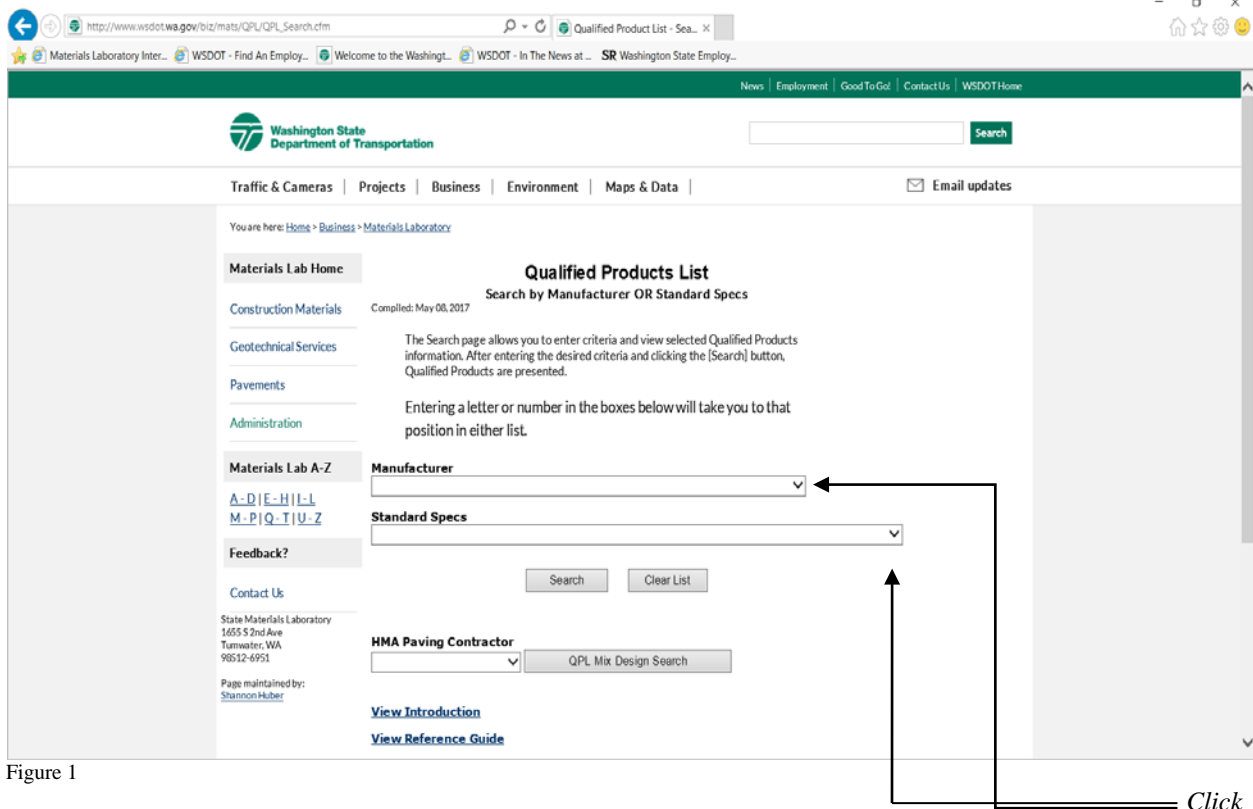 http://www.wsdot.wa.gov/biz/mats/QPL/QPL_Search.cfm
Qualified Product List - Sea...
Materials Laboratory Inter...
WSDOT - Find An Employ...
Welcome to the Washingt...
WSDOT - In The News at ...
SR Washington State Employ...
News | Employment | Good To Go! | Contact Us | WSDOT Home
Washington State
Department of Transportation
Search
Traffic & Cameras | Projects | Business | Environment | Maps & Data |
Email updates
You are here: Home > Business > Materials Laboratory
Materials Lab Home
Construction Materials
Geotechnical Services
Pavements
Administration
Materials Lab A-Z
A - D | E - H | I - L
M - P | Q - T | U - Z
Feedback?
Contact Us
State Materials Laboratory
1655 S 2nd Ave
Tumwater, WA
98512-6951
Page maintained by:
Shannon Huber
Qualified Products List
Search by Manufacturer OR Standard Specs
Compiled: May 08, 2017
The Search page allows you to enter criteria and view selected Qualified Products
information. After entering the desired criteria and clicking the [Search] button,
Qualified Products are presented.
Entering a letter or number in the boxes below will take you to that
position in either list.
Manufacturer
Standard Specs
Search
Clear List
HMA Paving Contractor
QPL Mix Design Search
View Introduction
View Reference Guide
Figure 1
Click